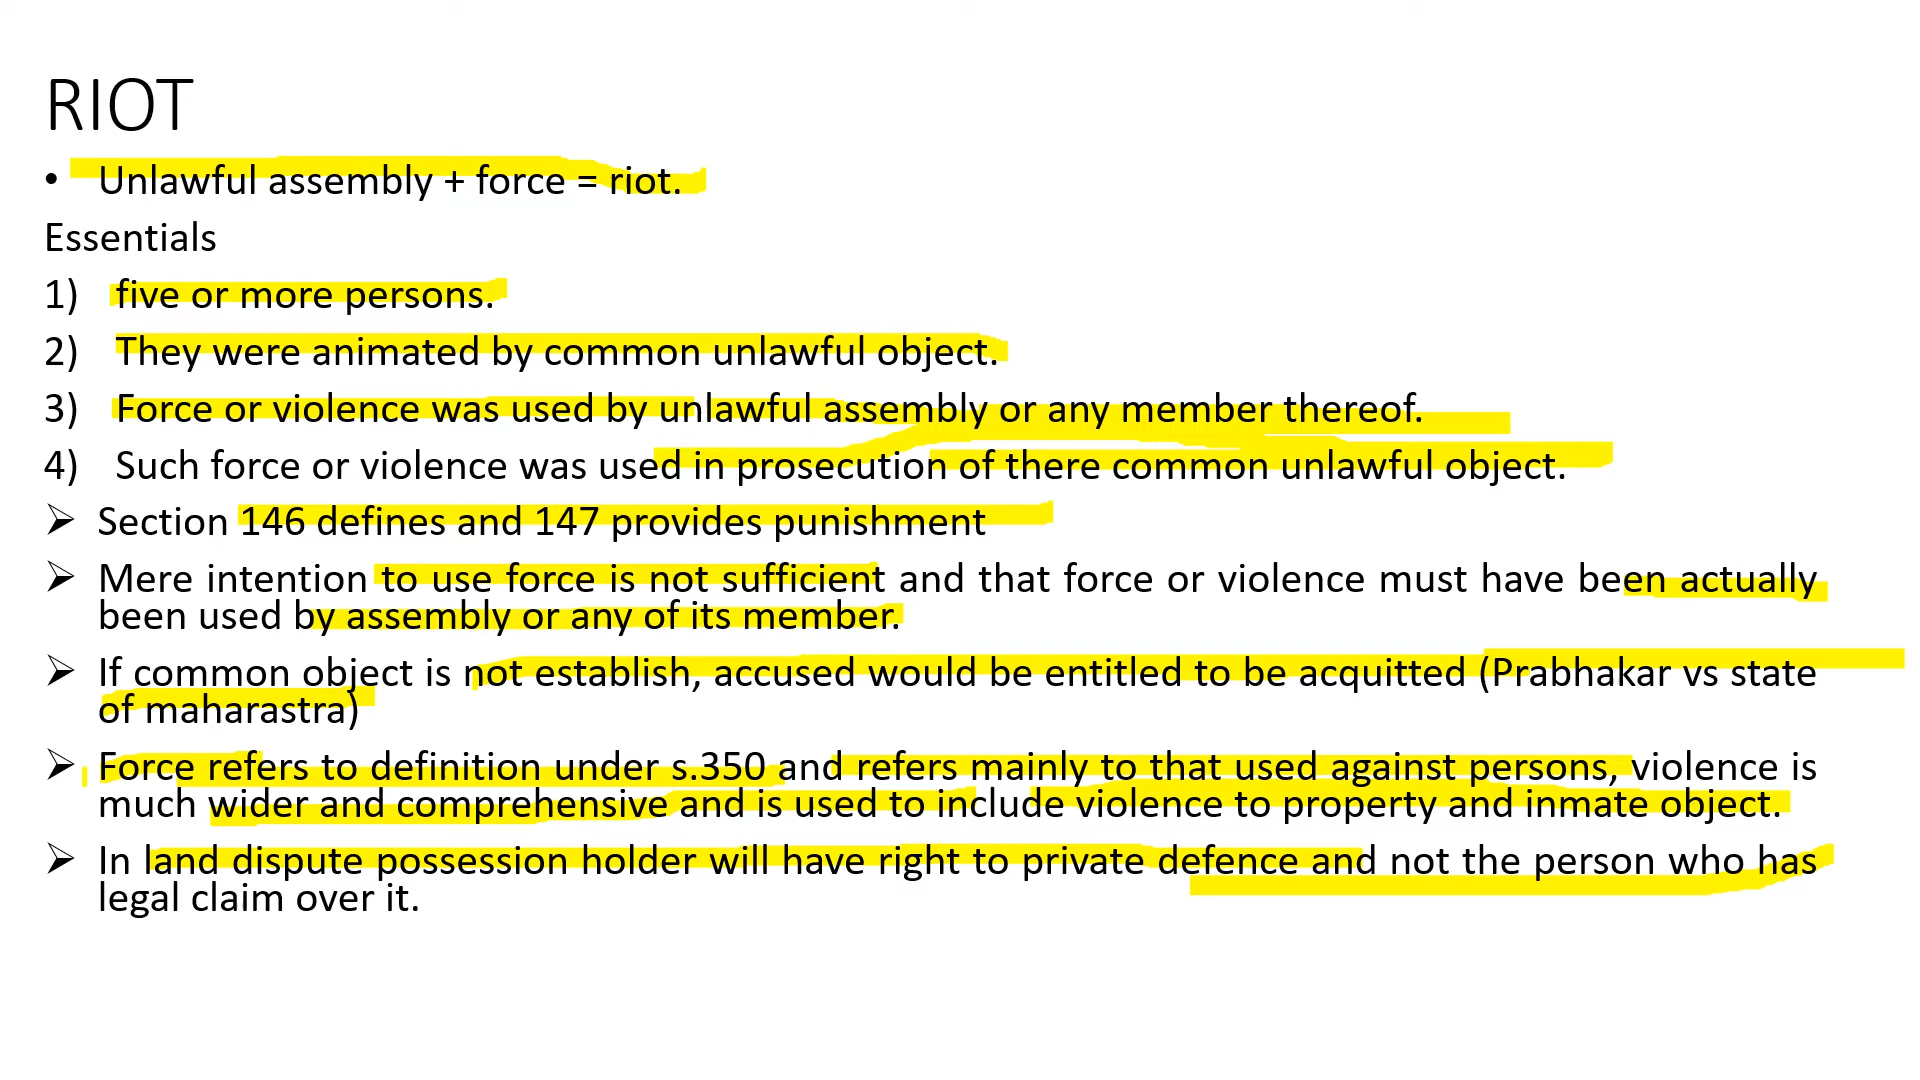 RIOT
• Unlawful assembly + force = riot.
Essentials
1) five or more persons.
2) They were animated by common unlawful object.
3) Force or violence was used by unlawful assembly or any member thereof.
4) Such force or violence was used in prosecution of there common unlawful object.
➢ Section 146 defines and 147 provides punishment
➢ Mere intention to use force is not sufficient and that force or violence must have been actually
been used by assembly or any of its member.
➢ If common object is not establish, accused would be entitled to be acquitted (Prabhakar vs state
of maharastra)
➢ Force refers to definition under s.350 and refers mainly to that used against persons, violence is
much wider and comprehensive and is used to include violence to property and inmate object.
➢ In land dispute possession holder will have right to private defence and not the person who has
legal claim over it.